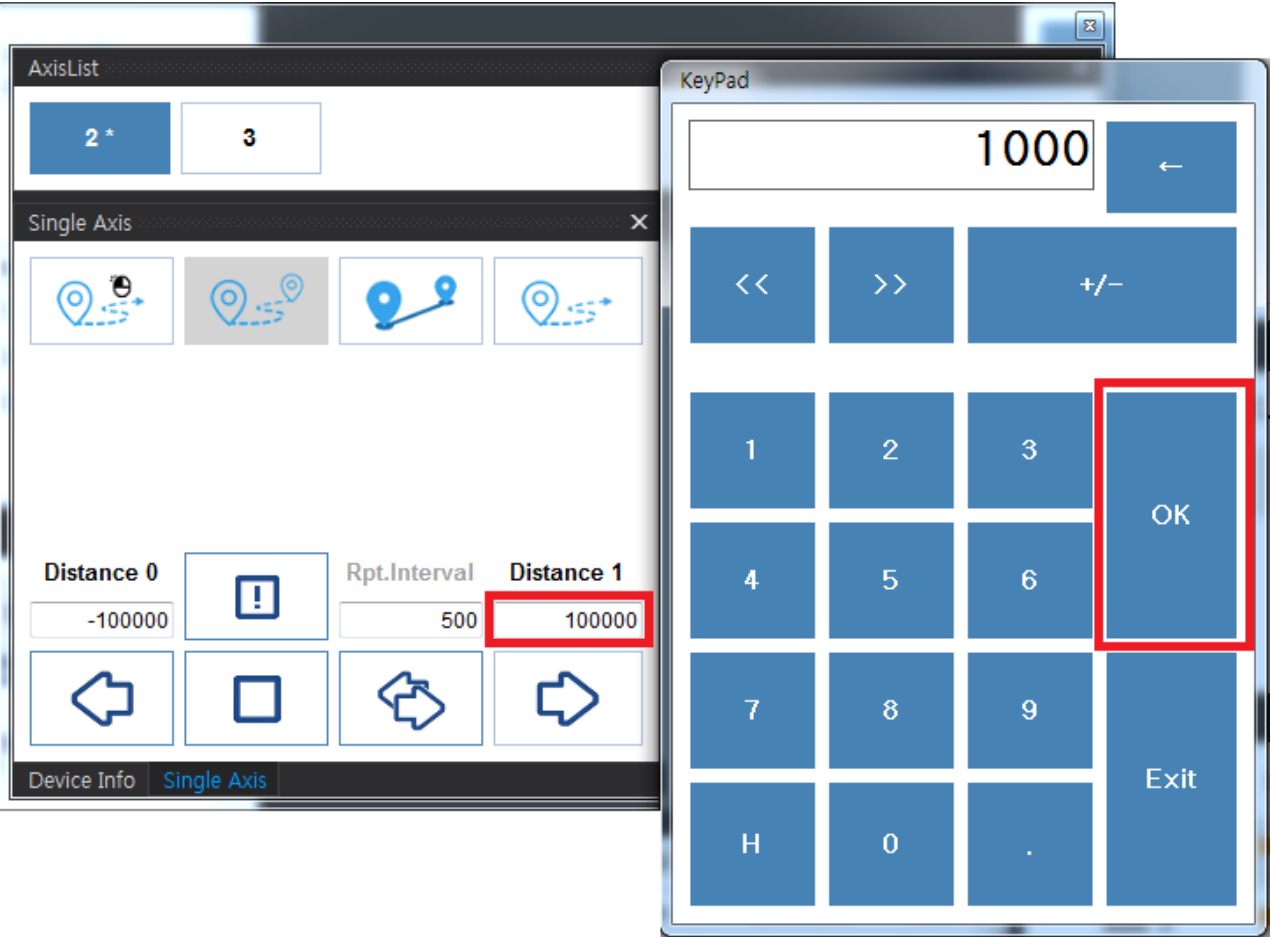 AxisList
2 *
3
Single Axis
Distance 0
Rpt.Interval
Distance 1
-100000
500
100000
Device Info
Single Axis
KeyPad
1000
←
<<
>>
+/-
1
2
3
OK
4
5
6
7
8
9
Exit
H
0
.